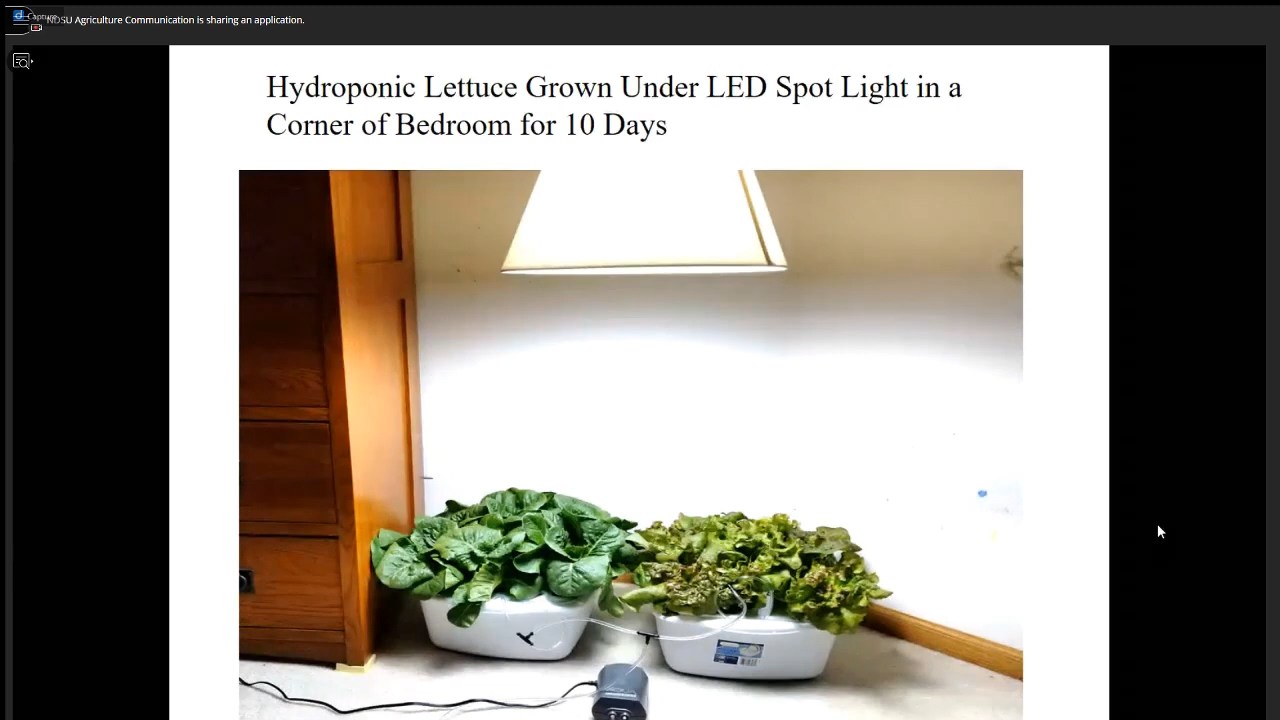 Capture
NDSU Agriculture Communication is sharing an application.
Hydroponic Lettuce Grown Under LED Spot Light in a
Corner of Bedroom for 10 Days